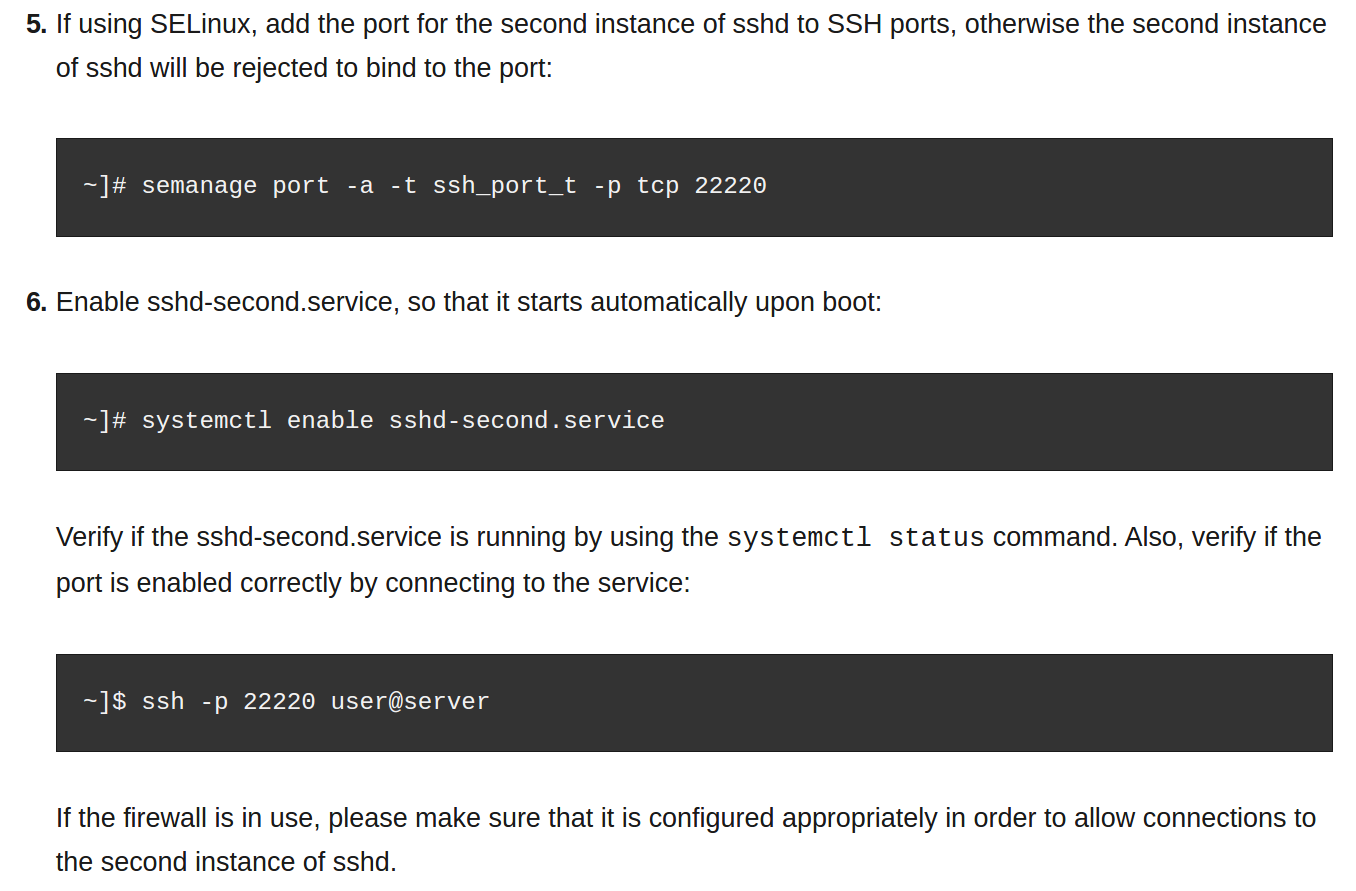 5. If using SELinux, add the port for the second instance of sshd to SSH ports, otherwise the second instance
of sshd will be rejected to bind to the port:
~]# semanage port -a -t ssh_port_t -p tcp 22220
6. Enable sshd-second.service, so that it starts automatically upon boot:
~]# systemctl enable sshd-second.service
Verify if the sshd-second.service is running by using the systemctl status command. Also, verify if the
port is enabled correctly by connecting to the service:
~]$ ssh -p 22220 user@server
If the firewall is in use, please make sure that it is configured appropriately in order to allow connections to
the second instance of sshd.